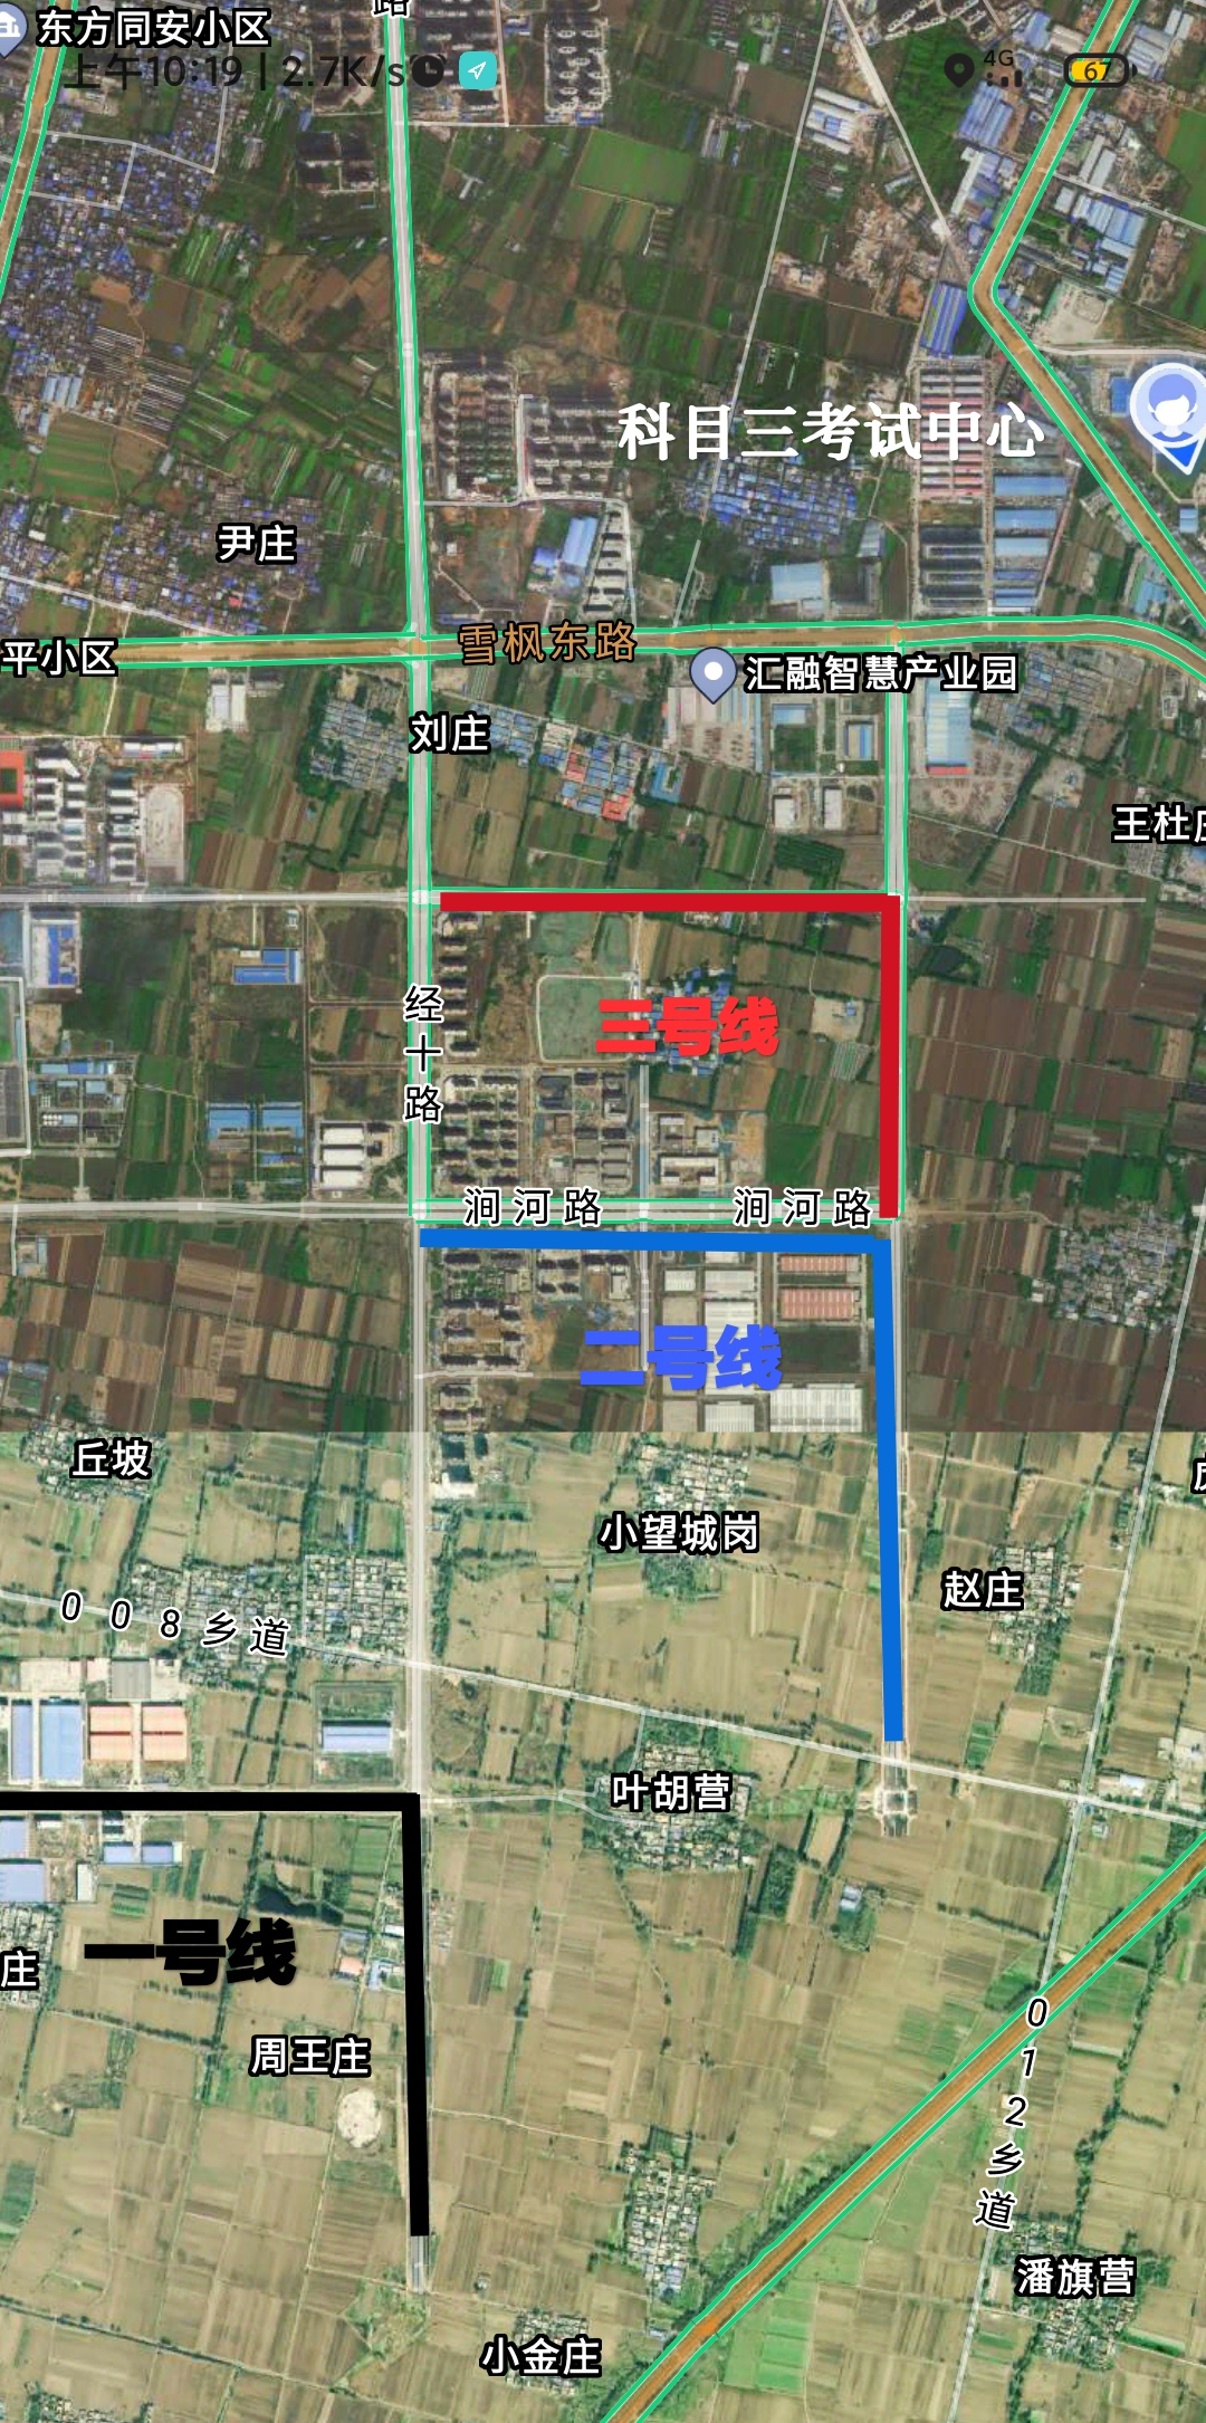 路
东方同安小区
上午10:19 | 2.7K/s
4G
67
科目三考试中心
尹庄
雪枫东路
平小区
汇融智慧产业园
刘庄
王杜庄
经十路
三号线
涧河路
涧河路
二号线
丘坡
小望城岗
赵庄
008乡道
叶胡营
一号线
庄
周王庄
012乡道
潘旗营
小金庄